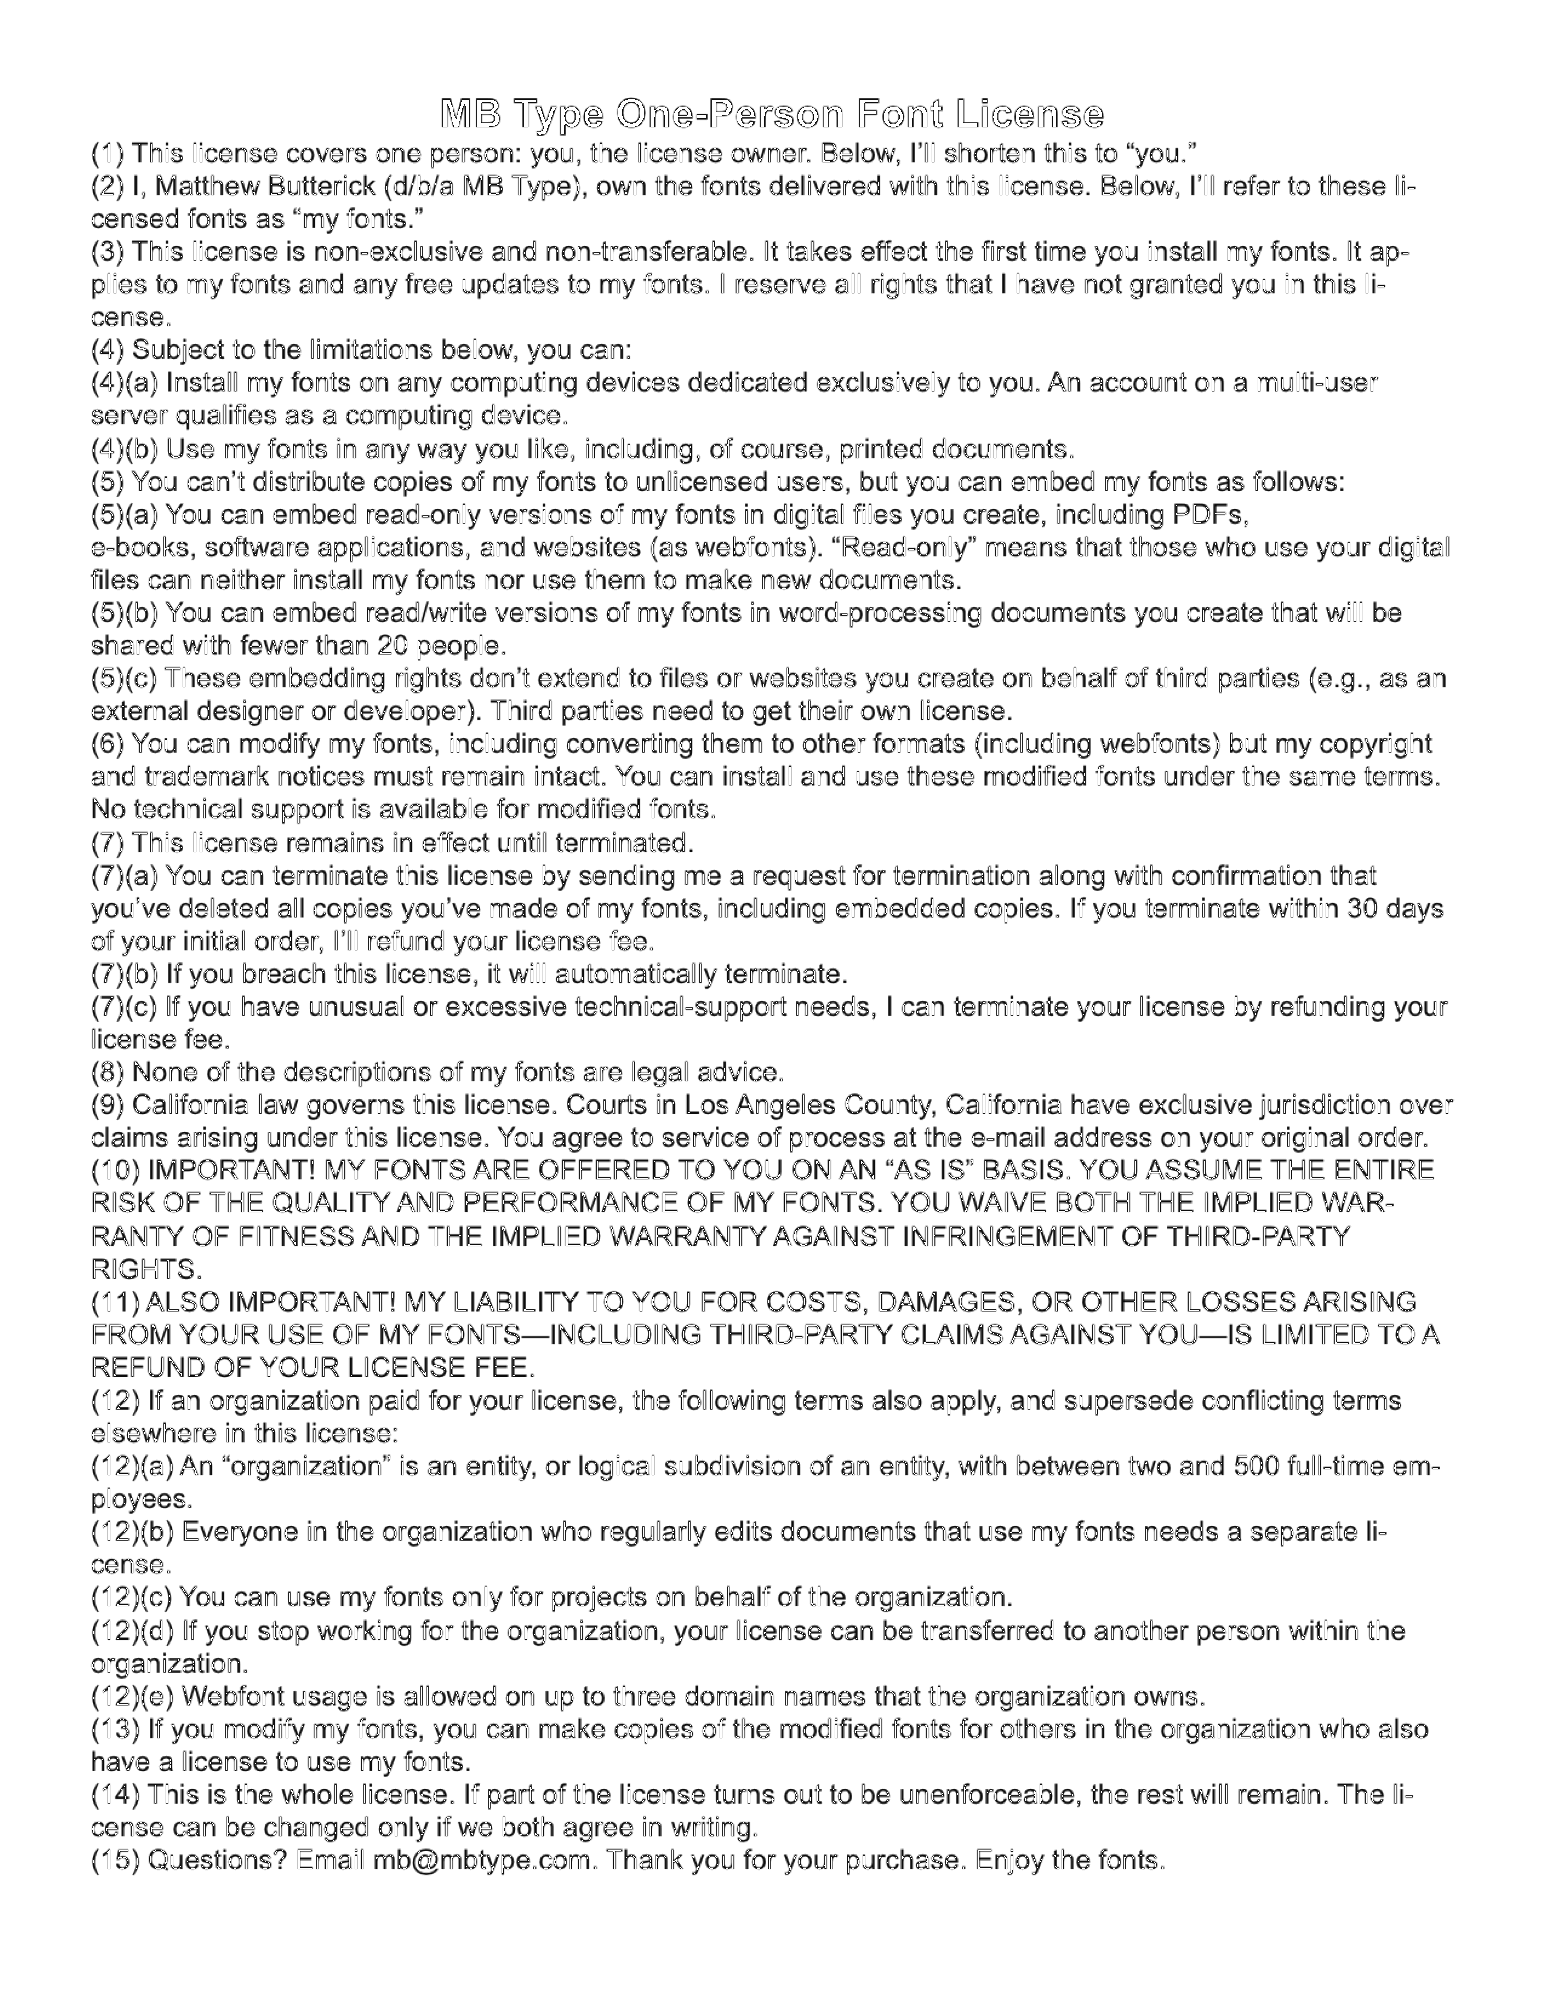 MB Type One-Person Font License
(1) This license covers one person: you, the license owner. Below, I’ll shorten this to “you.”
(2) I, Matthew Butterick (d/b/a MB Type), own the fonts delivered with this license. Below, I’ll refer to these li-
censed fonts as “my fonts.”
(3) This license is non-exclusive and non-transferable. It takes effect the first time you install my fonts. It ap-
plies to my fonts and any free updates to my fonts. I reserve all rights that I have not granted you in this li-
cense.
(4) Subject to the limitations below, you can:
(4)(a) Install my fonts on any computing devices dedicated exclusively to you. An account on a multi-user
server qualifies as a computing device.
(4)(b) Use my fonts in any way you like, including, of course, printed documents.
(5) You can’t distribute copies of my fonts to unlicensed users, but you can embed my fonts as follows:
(5)(a) You can embed read-only versions of my fonts in digital files you create, including PDFs,
e-books, software applications, and websites (as webfonts). “Read-only” means that those who use your digital
files can neither install my fonts nor use them to make new documents.
(5)(b) You can embed read/write versions of my fonts in word-processing documents you create that will be
shared with fewer than 20 people.
(5)(c) These embedding rights don’t extend to files or websites you create on behalf of third parties (e.g., as an
external designer or developer). Third parties need to get their own license.
(6) You can modify my fonts, including converting them to other formats (including webfonts) but my copyright
and trademark notices must remain intact. You can install and use these modified fonts under the same terms.
No technical support is available for modified fonts.
(7) This license remains in effect until terminated.
(7)(a) You can terminate this license by sending me a request for termination along with confirmation that
you’ve deleted all copies you’ve made of my fonts, including embedded copies. If you terminate within 30 days
of your initial order, I’ll refund your license fee.
(7)(b) If you breach this license, it will automatically terminate.
(7)(c) If you have unusual or excessive technical-support needs, I can terminate your license by refunding your
license fee.
(8) None of the descriptions of my fonts are legal advice.
(9) California law governs this license. Courts in Los Angeles County, California have exclusive jurisdiction over
claims arising under this license. You agree to service of process at the e-mail address on your original order.
(10) IMPORTANT! MY FONTS ARE OFFERED TO YOU ON AN “AS IS” BASIS. YOU ASSUME THE ENTIRE
RISK OF THE QUALITY AND PERFORMANCE OF MY FONTS. YOU WAIVE BOTH THE IMPLIED WAR-
RANTY OF FITNESS AND THE IMPLIED WARRANTY AGAINST INFRINGEMENT OF THIRD-PARTY
RIGHTS.
(11) ALSO IMPORTANT! MY LIABILITY TO YOU FOR COSTS, DAMAGES, OR OTHER LOSSES ARISING
FROM YOUR USE OF MY FONTS—INCLUDING THIRD-PARTY CLAIMS AGAINST YOU—IS LIMITED TO A
REFUND OF YOUR LICENSE FEE.
(12) If an organization paid for your license, the following terms also apply, and supersede conflicting terms
elsewhere in this license:
(12)(a) An “organization” is an entity, or logical subdivision of an entity, with between two and 500 full-time em-
ployees.
(12)(b) Everyone in the organization who regularly edits documents that use my fonts needs a separate li-
cense.
(12)(c) You can use my fonts only for projects on behalf of the organization.
(12)(d) If you stop working for the organization, your license can be transferred to another person within the
organization.
(12)(e) Webfont usage is allowed on up to three domain names that the organization owns.
(13) If you modify my fonts, you can make copies of the modified fonts for others in the organization who also
have a license to use my fonts.
(14) This is the whole license. If part of the license turns out to be unenforceable, the rest will remain. The li-
cense can be changed only if we both agree in writing.
(15) Questions? Email mb@mbtype.com. Thank you for your purchase. Enjoy the fonts.